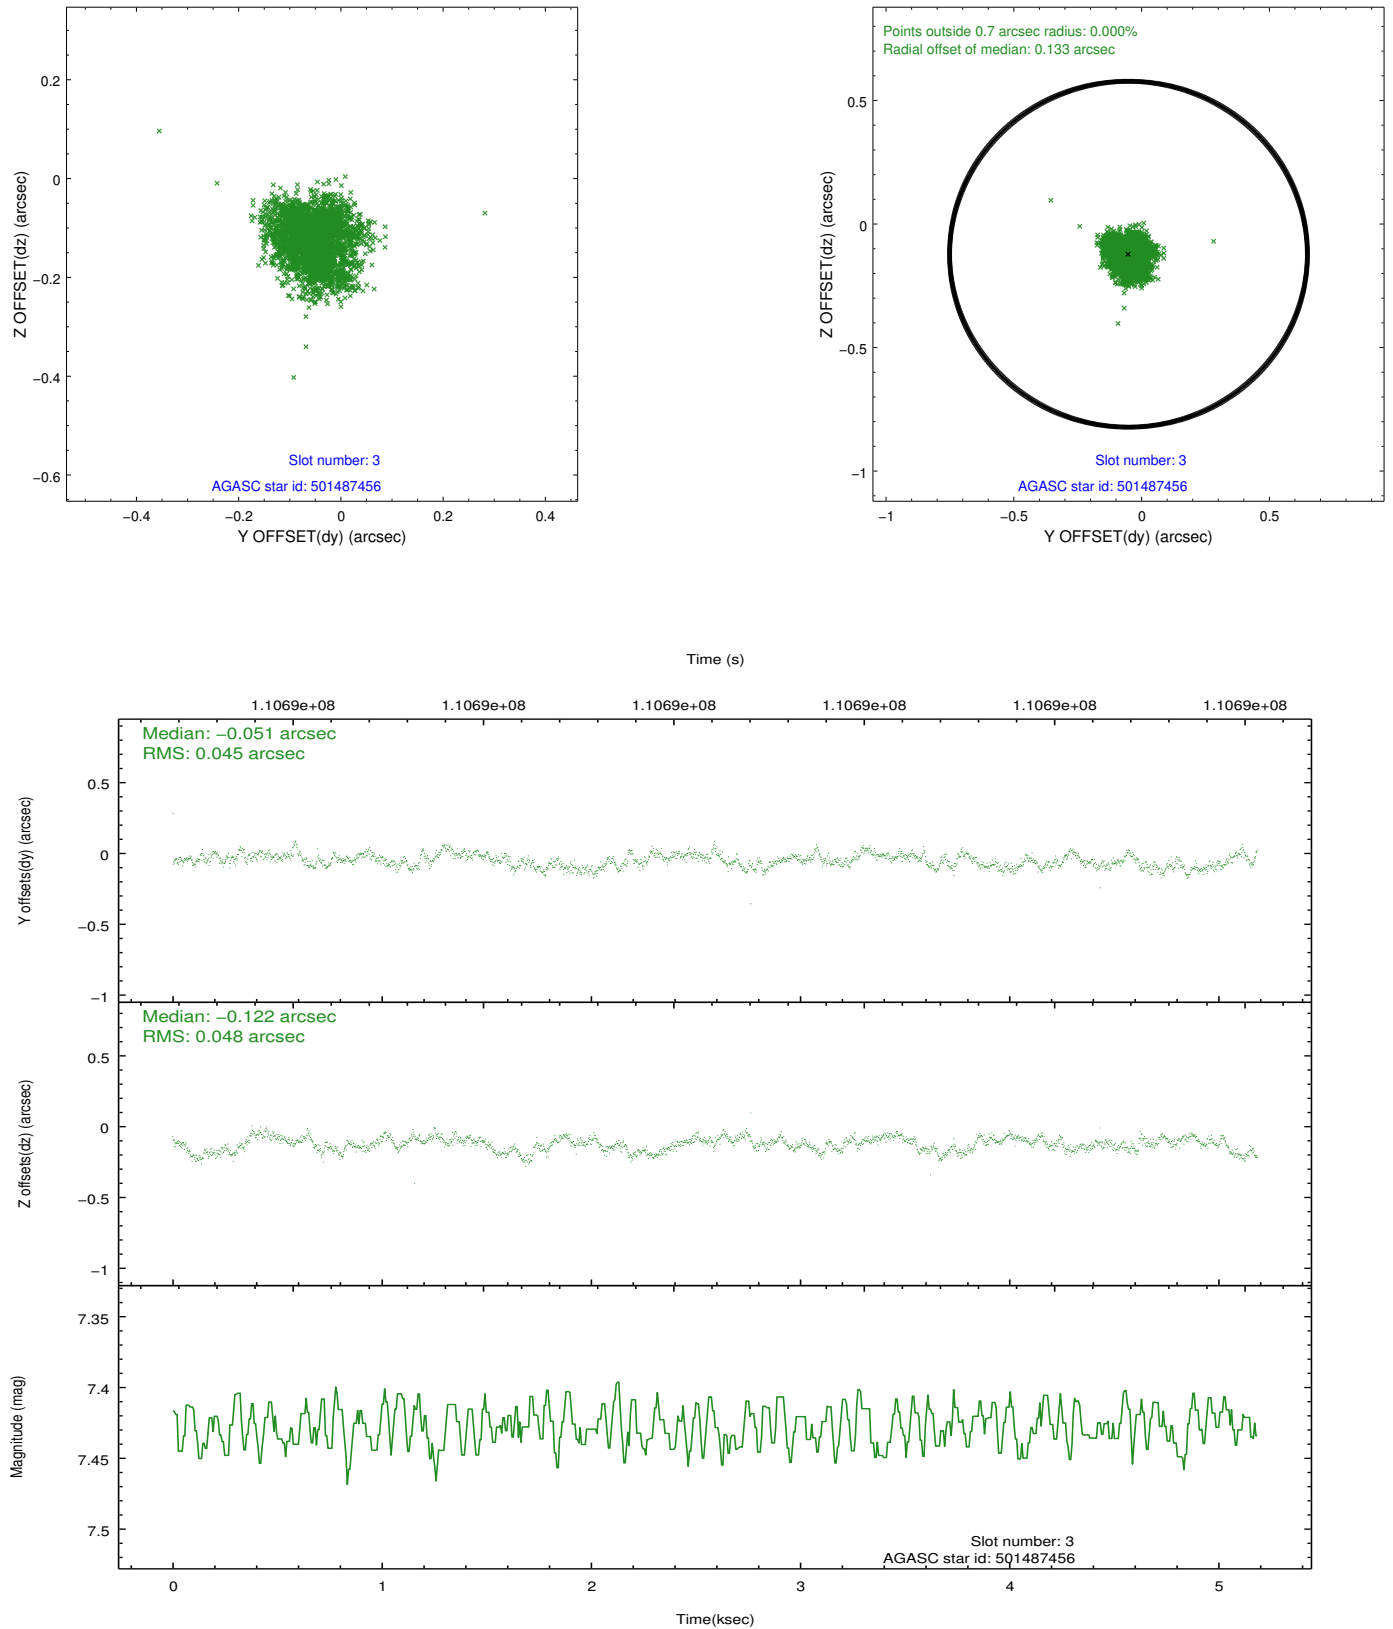 0.2
0
−0.2
−0.4
−0.6
Z OFFSET(dz) (arcsec)
Slot number: 3
AGASC star id: 501487456
−0.4
−0.2
0
0.2
0.4
Y OFFSET(dy) (arcsec)
Points outside 0.7 arcsec radius: 0.000%
Radial offset of median: 0.133 arcsec
0.5
0
−0.5
−1
Z OFFSET(dz) (arcsec)
Slot number: 3
AGASC star id: 501487456
−1
−0.5
0
0.5
Y OFFSET(dy) (arcsec)
Time (s)
1.1069e+08
1.1069e+08
1.1069e+08
1.1069e+08
1.1069e+08
1.1069e+08
Median: −0.051 arcsec
RMS: 0.045 arcsec
0.5
0
−0.5
−1
Y offsets(dy) (arcsec)
Median: −0.122 arcsec
RMS: 0.048 arcsec
0.5
0
−0.5
−1
Z offsets(dz) (arcsec)
7.35
7.4
7.45
7.5
Magnitude (mag)
Slot number: 3
AGASC star id: 501487456
0
1
2
3
4
5
Time(ksec)